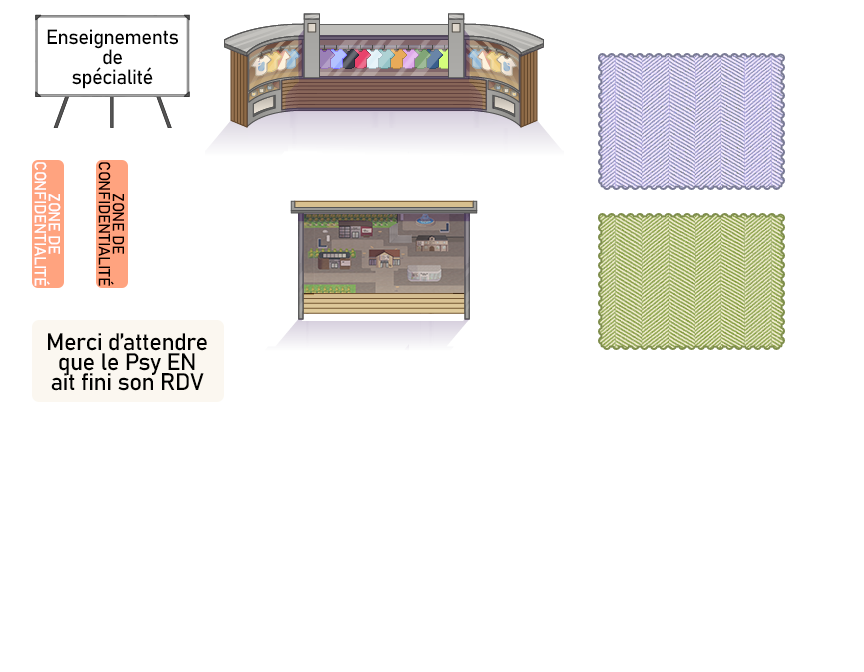 Enseignements
de
spécialité
ZONE DE
CONFIDENTIALITÉ
ZONE DE
CONFIDENTIALITÉ
Merci d'attendre
que le Psy EN
ait fini son RDV